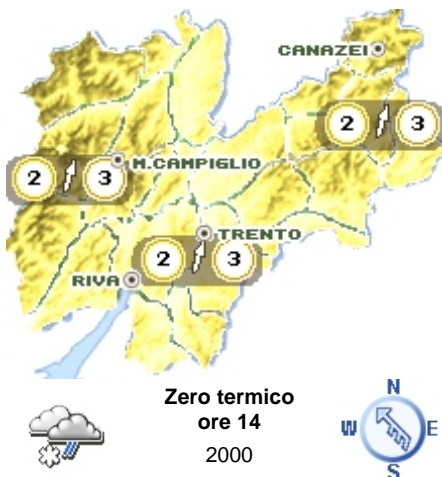 CANAZEI
2 3
2 3
M.CAMPIGLIO
TRENTO
2 3
RIVA
Zero termico
ore 14
2000
N
W E
S